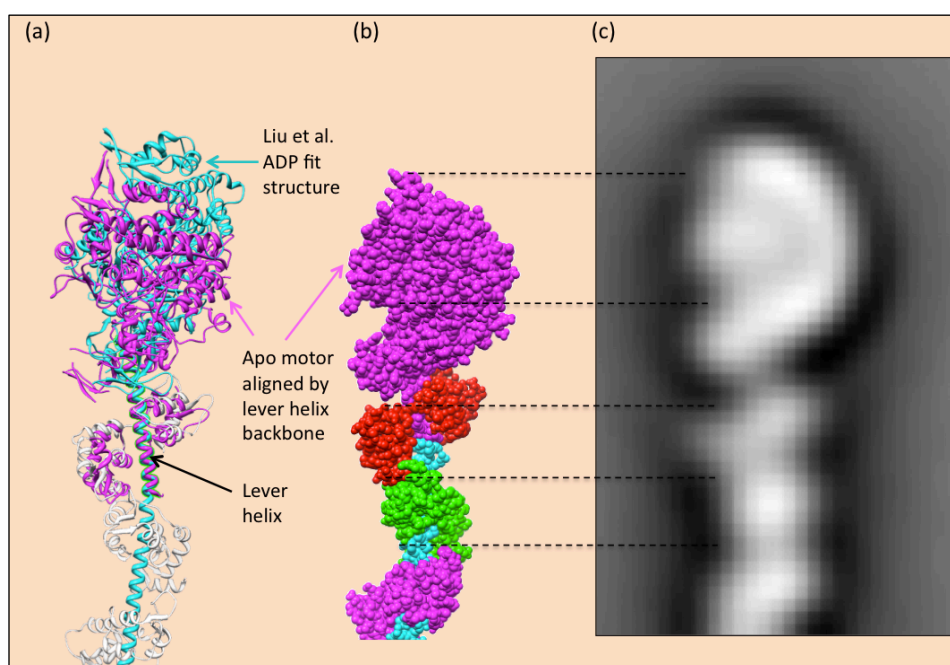 (a)
(b)
(c)
Liu et al.
ADP fit
structure
Apo motor
aligned by
lever helix
backbone
Lever
helix